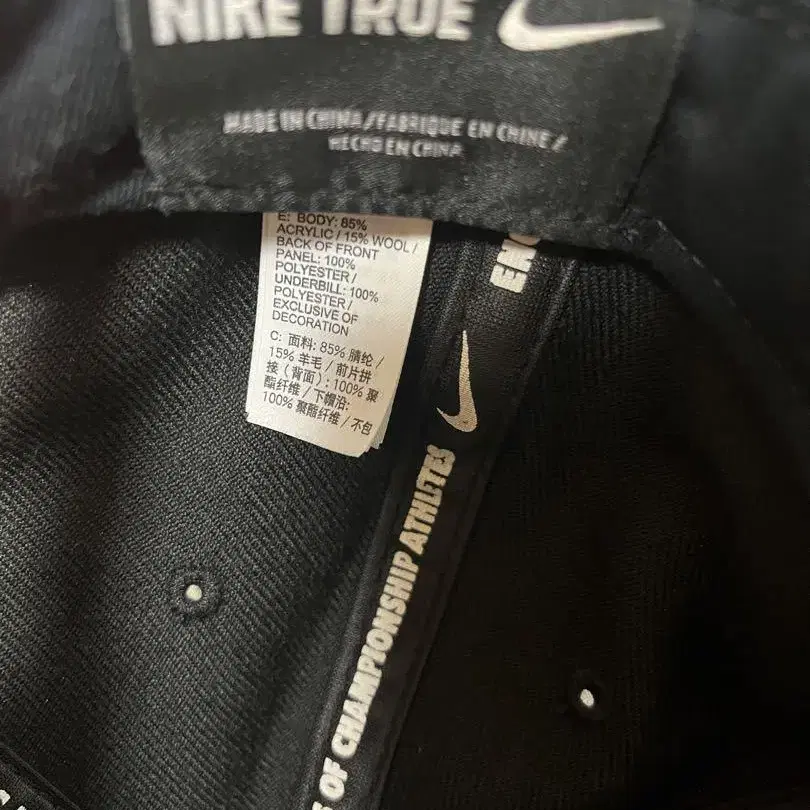 NIKE TRUE
MADE IN CHINA/FABRIQUE EN CHINE/
HECHO EN CHINA
E: BODY: 85%
ACRYLIC / 15% WOOL /
BACK OF FRONT
PANEL: 100%
POLYESTER /
UNDERBILL: 100%
POLYESTER /
EXCLUSIVE OF
DECORATION
C: 面料: 85% 腈纶 /
15% 羊毛 / 前片拼
接（背面）: 100% 聚
酯纤维 / 下帽沿:
100% 聚酯纤维 / 不包
OF CHAMPIONSHIP ATHLETES